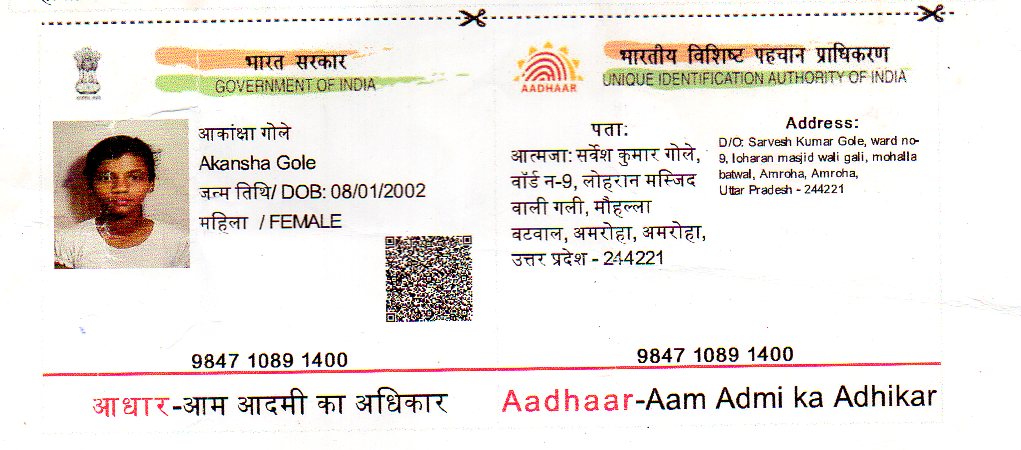 भारत सरकार
GOVERNMENT OF INDIA
आकांक्षा गोले
Akansha Gole
जन्म तिथि/ DOB: 08/01/2002
महिला / FEMALE
9847 1089 1400
आधार-आम आदमी का अधिकार
भारतीय विशिष्ट पहचान प्राधिकरण
UNIQUE IDENTIFICATION AUTHORITY OF INDIA
AADHAAR
पता:
आत्मजा: सर्वेश कुमार गोले,
वॉर्ड न-9, लोहरान मस्जिद
वाली गली, मौहल्ला
वटवाल, अमरोहा, अमरोहा,
उत्तर प्रदेश - 244221
Address:
D/O: Sarvesh Kumar Gole, ward no-
9, loharan masjid wali gali, mohalla
batwal, Amroha, Amroha,
Uttar Pradesh - 244221
9847 1089 1400
Aadhaar-Aam Admi ka Adhikar